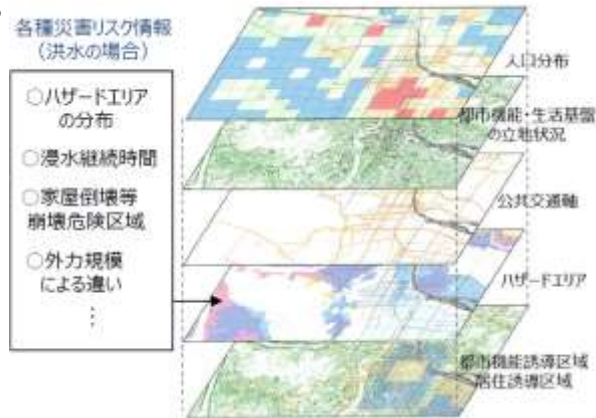 各種災害リスク情報
(洪水の場合)
○ハザードエリア
の分布
○浸水継続時間
○家屋倒壊等
崩壊危険区域
○外力規模
による違い
⋮
人口分布
都市機能・生活基盤
の立地状況
公共交通軸
ハザードエリア
都市機能誘導区域
居住誘導区域